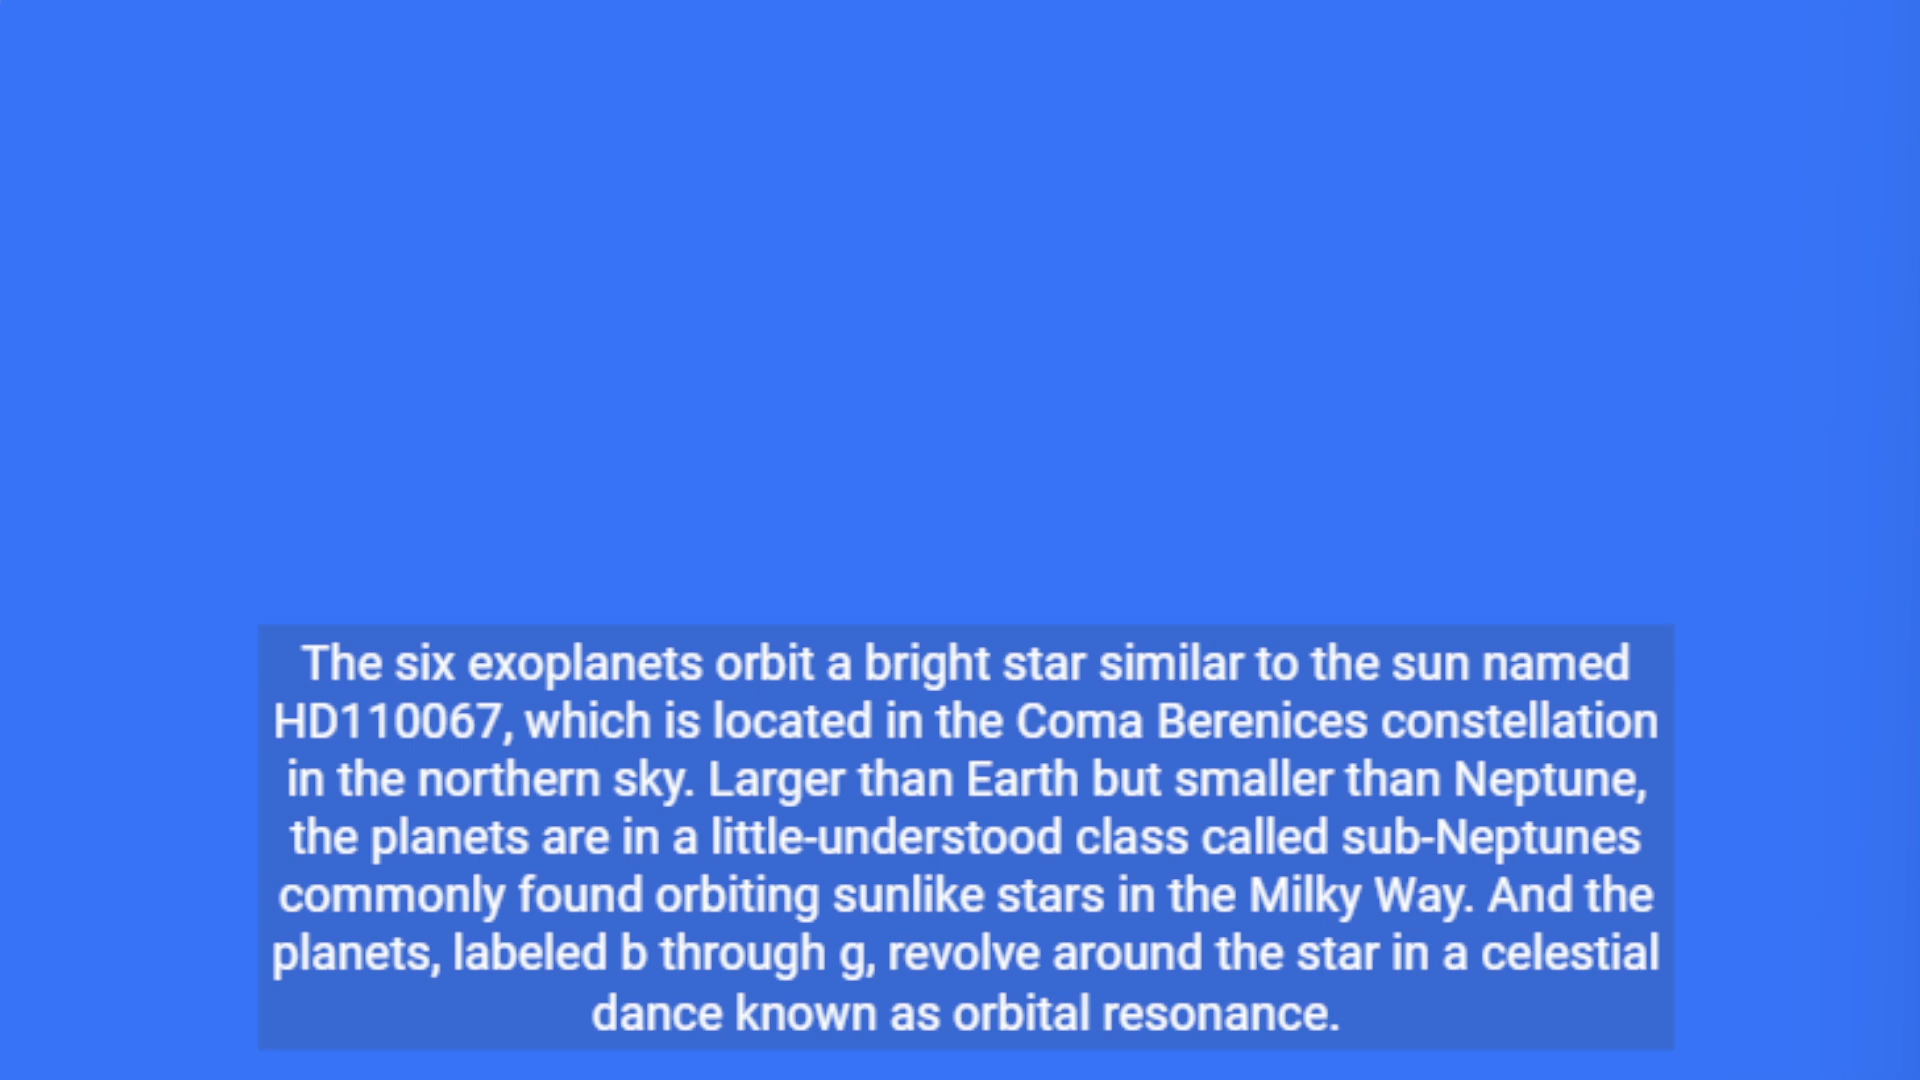 The six exoplanets orbit a bright star similar to the sun named
HD110067, which is located in the Coma Berenices constellation
in the northern sky. Larger than Earth but smaller than Neptune,
the planets are in a little-understood class called sub-Neptunes
commonly found orbiting sunlike stars in the Milky Way. And the
planets, labeled b through g, revolve around the star in a celestial
dance known as orbital resonance.